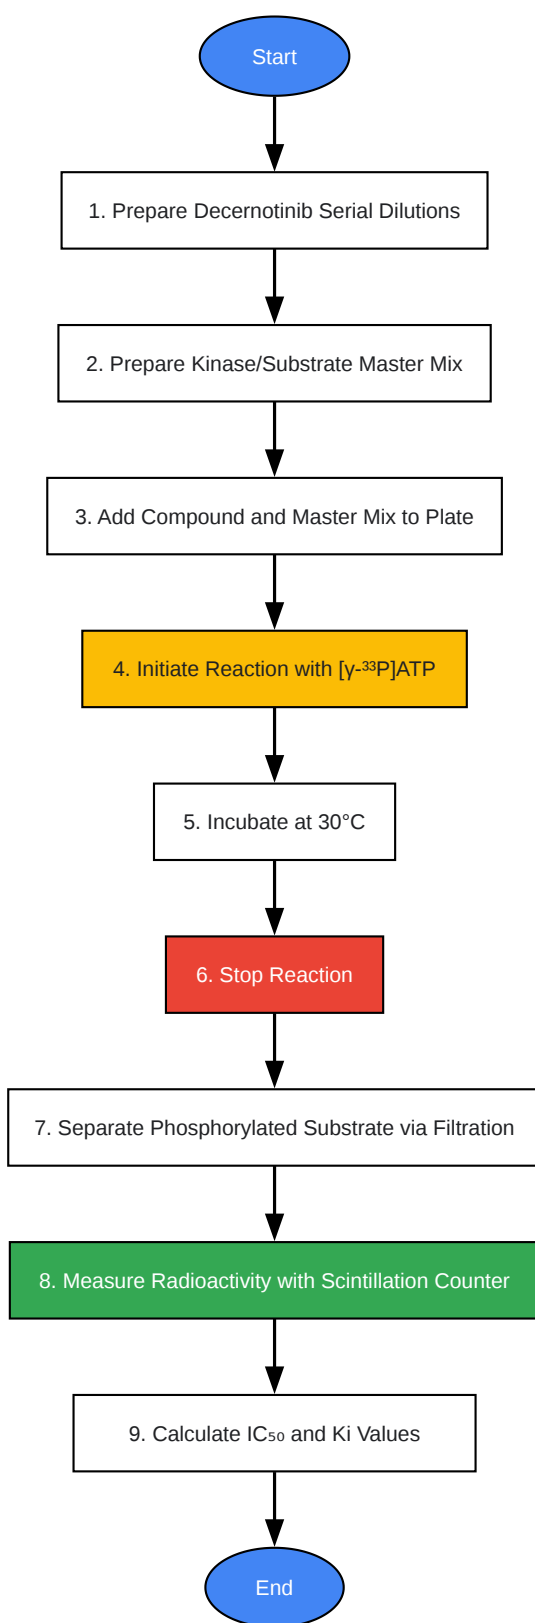 Start
1. Prepare Decernotinib Serial Dilutions
2. Prepare Kinase/Substrate Master Mix
3. Add Compound and Master Mix to Plate
4. Initiate Reaction with [γ-³³P]ATP
5. Incubate at 30°C
6. Stop Reaction
7. Separate Phosphorylated Substrate via Filtration
8. Measure Radioactivity with Scintillation Counter
9. Calculate IC₅₀ and Ki Values
End